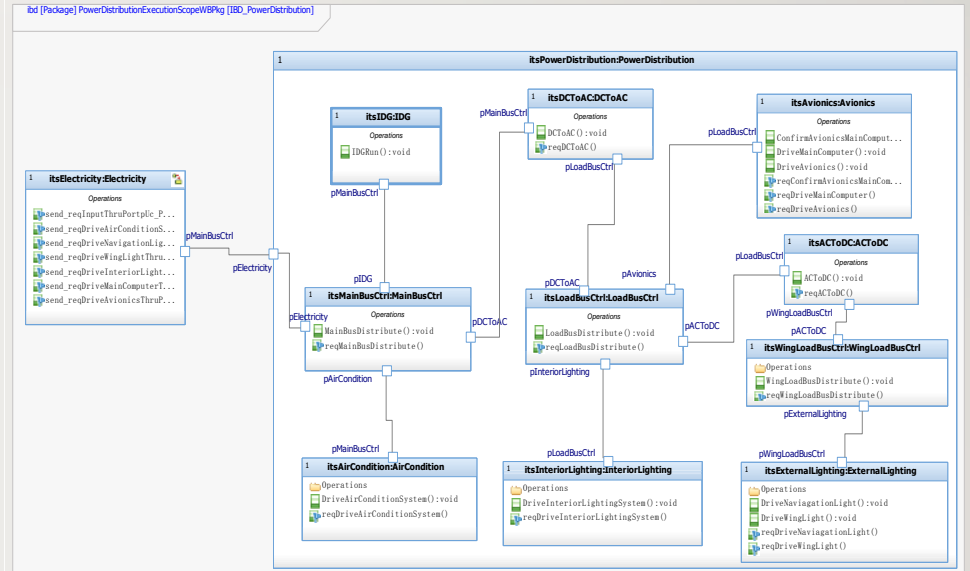 ibd [Package] PowerDistributionExecutionScopeWBPkg [IBD_PowerDistribution]
1 itsPowerDistribution:PowerDistribution
1 itsElectricity:Electricity
Operations
send_reqInputThruPortpUc_P...
send_reqDriveAirConditionS...
send_reqDriveNavigationLig...
send_reqDriveWingLightThru...
send_reqDriveInteriorLight...
send_reqDriveMainComputerT...
send_reqDriveAvionicsThruP...
pMainBusCtrl
pElectricity
1 itsIDG:IDG
Operations
IDGRun():void
pMainBusCtrl
pIDG
pElectricity
1 itsMainBusCtrl:MainBusCtrl
Operations
MainBusDistribute():void
reqMainBusDistribute()
pDCToAC
pAirCondition
pMainBusCtrl
1 itsAirCondition:AirCondition
Operations
DriveAirConditionSystem():void
reqDriveAirConditionSystem()
pMainBusCtrl
1 itsDCToAC:DCToAC
Operations
DCToAC():void
reqDCToAC()
pLoadBusCtrl
pDCToAC
pAvionics
1 itsLoadBusCtrl:LoadBusCtrl
Operations
LoadBusDistribute():void
reqLoadBusDistribute()
pACToDC
pInteriorLighting
pLoadBusCtrl
1 itsInteriorLighting:InteriorLighting
Operations
DriveInteriorLightingSystem():void
reqDriveInteriorLightingSystem()
pLoadBusCtrl
1 itsAvionics:Avionics
Operations
ConfirmAvionicsMainComput...
DriveMainComputer():void
DriveAvionics():void
reqConfirmAvionicsMainCom...
reqDriveMainComputer()
reqDriveAvionics()
pLoadBusCtrl
1 itsACToDC:ACToDC
Operations
ACToDC():void
reqACToDC()
pWingLoadBusCtrl
pACToDC
1 itsWingLoadBusCtrl:WingLoadBusCtrl
Operations
WingLoadBusDistribute():void
reqWingLoadBusDistribute()
pExternalLighting
pWingLoadBusCtrl
1 itsExternalLighting:ExternalLighting
Operations
DriveNaviagationLight():void
DriveWingLight():void
reqDriveNaviagationLight()
reqDriveWingLight()